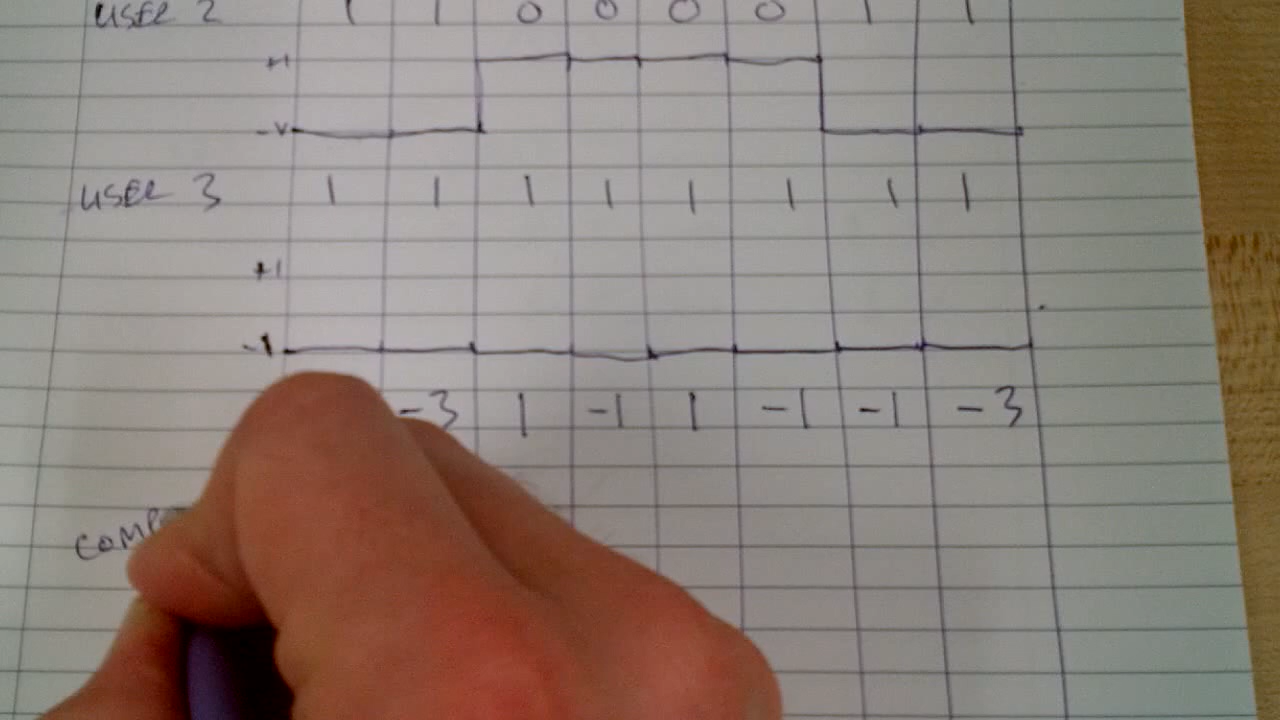 USER 2 1 1 0 0 0 0 1 1
+1
-V
USER 3 1 1 1 1 1 1 1 1
+1
-1
-3 1 -1 1 -1 -1 -3